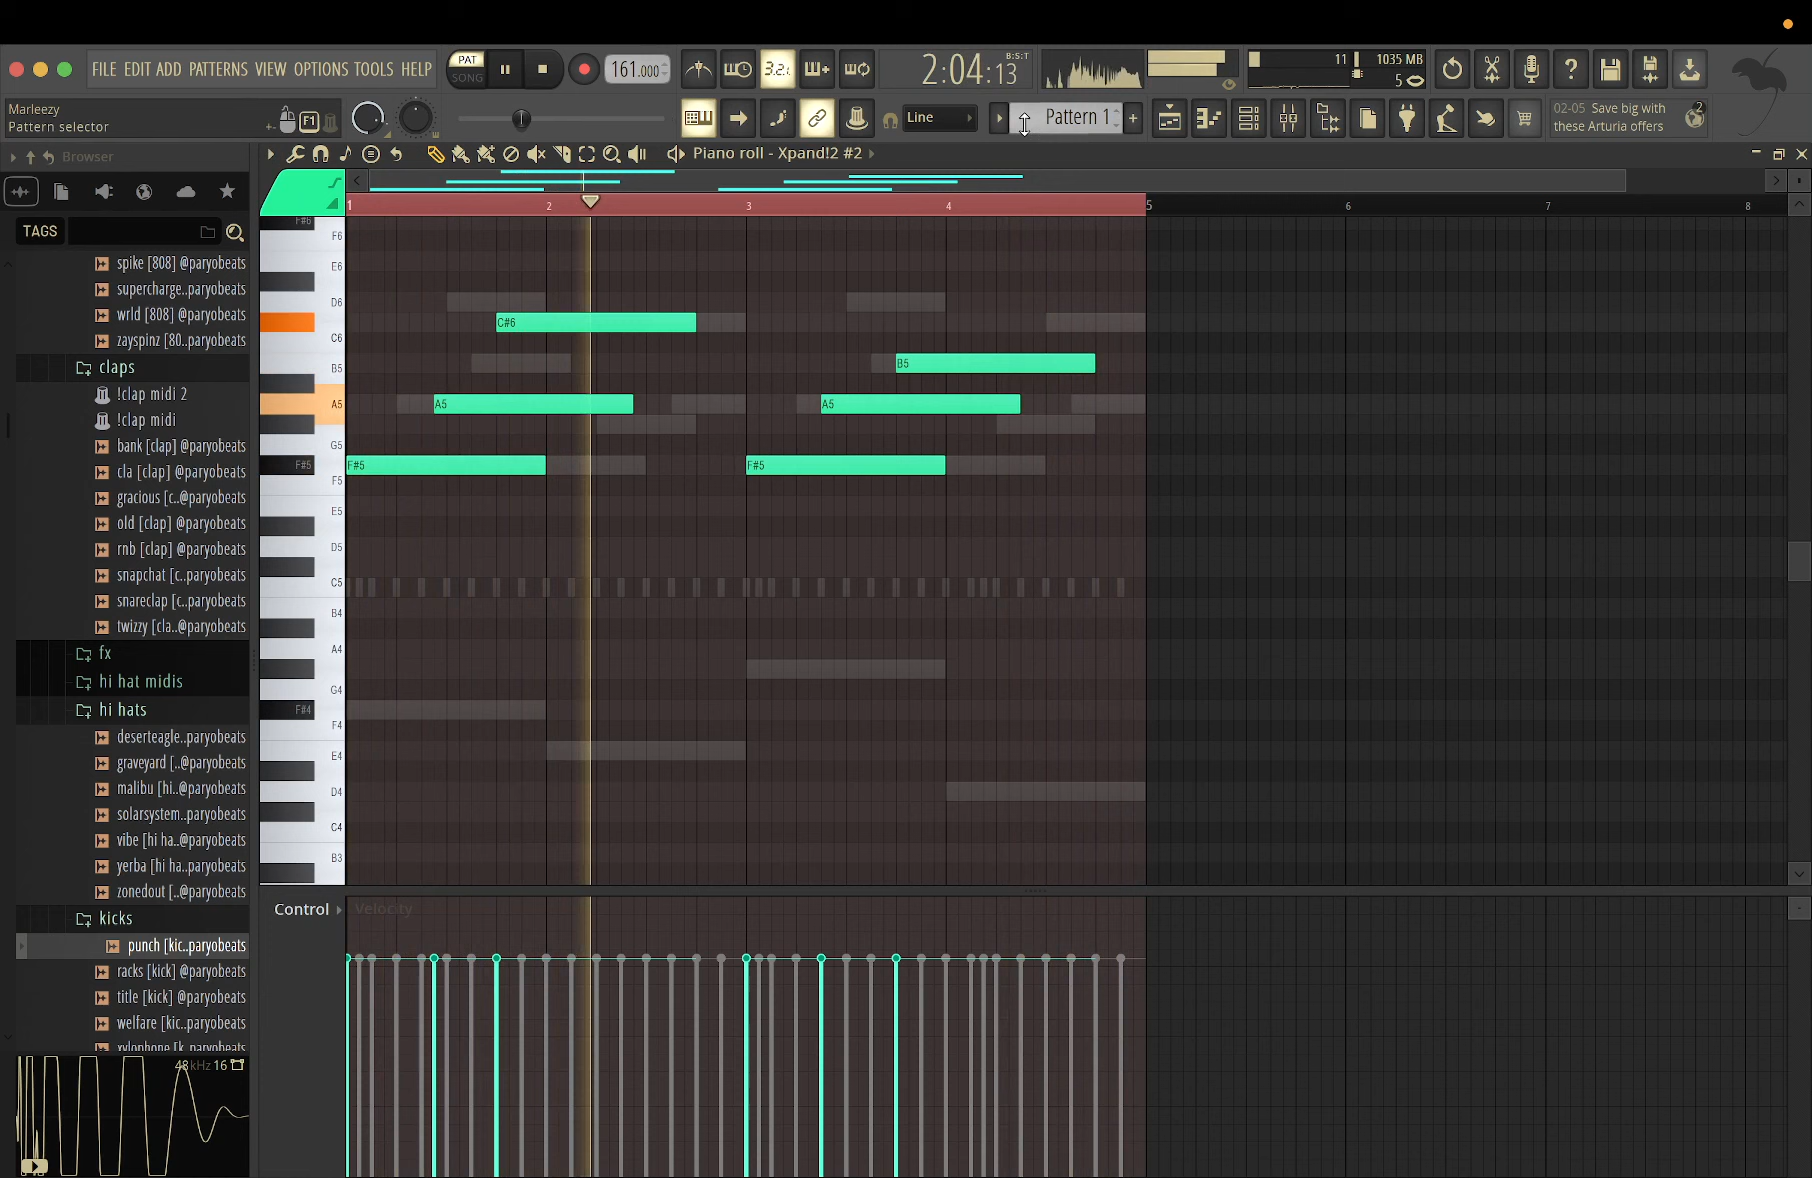 FILE EDIT ADD PATTERNS VIEW OPTIONS TOOLS HELP
PAT
SONG
161.000
3.2.
2:04:13
B:S:T
11
1035 MB
5
Marleezy
Pattern selector
F1
Line
Pattern 1
02-05 Save big with
these Arturia offers
2
Browser
Piano roll - Xpand!2 #2
TAGS
1
2
3
4
5
6
7
8
spike [808] @paryobeats
supercharge..paryobeats
wrld [808] @paryobeats
zayspinz [80..paryobeats
claps
!clap midi 2
!clap midi
bank [clap] @paryobeats
cla [clap] @paryobeats
gracious [c..@paryobeats
old [clap] @paryobeats
rnb [clap] @paryobeats
snapchat [c..paryobeats
snareclap [c..paryobeats
twizzy [cla..@paryobeats
fx
hi hat midis
hi hats
deserteagle..paryobeats
graveyard [..@paryobeats
malibu [hi..@paryobeats
solarsystem..paryobeats
vibe [hi ha..@paryobeats
yerba [hi ha..paryobeats
zonedout [..@paryobeats
kicks
punch [kic..paryobeats
racks [kick] @paryobeats
title [kick] @paryobeats
welfare [kic..paryobeats
xylophone [k..paryobeats
48kHz 16
F#6
F6
E6
D6
C6
B5
A5
G5
F#5
F5
E5
D5
C5
B4
A4
G4
F#4
F4
E4
D4
C4
B3
C#6
B5
A5
A5
F#5
F#5
Control
Velocity